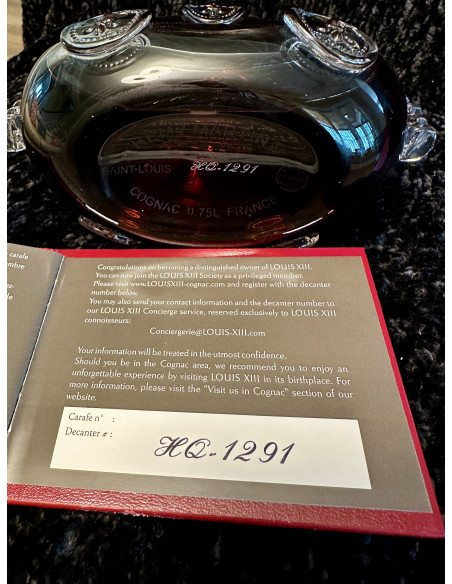 SAINT-LOUIS HQ-1291
COGNAC 0.75L FRANCE
carafe
Congratulations on becoming a distinguished owner of LOUIS XIII.
You can now join the LOUIS XIII Society as a privileged member.
Please visit www.LOUISXIII-cognac.com and register with the decanter
number below.
You may also send your contact information and the decanter number to
our LOUIS XIII Concierge service, reserved exclusively to LOUIS XIII
connoisseurs:
Conciergerie@LOUIS-XIII.com
Your information will be treated in the utmost confidence.
Should you be in the Cognac area, we recommend you to enjoy an
unforgettable experience by visiting LOUIS XIII in its birthplace. For
more information, please visit the "Visit us in Cognac" section of our
website.
Carafe n° :
Decanter # :
HQ-1291